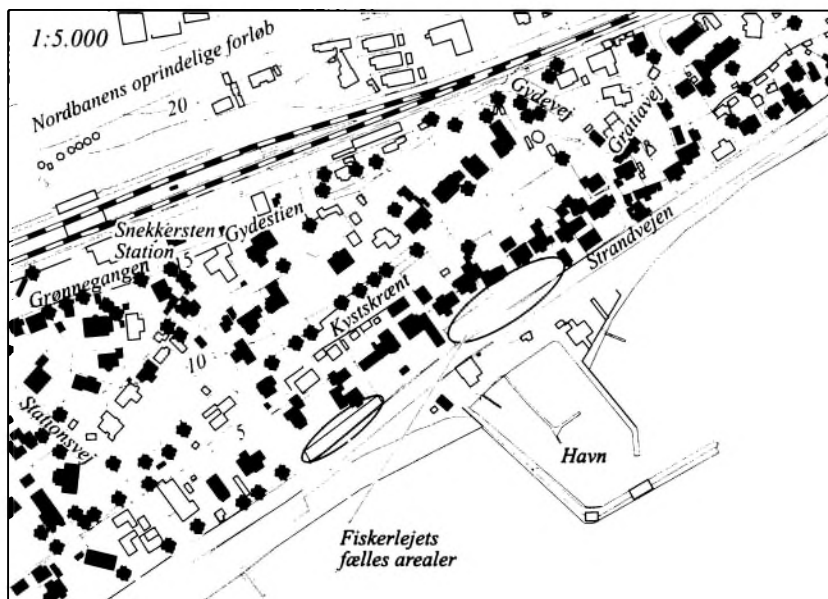 1:5.000
Nordbanens oprindelige forløb
20
Gydevej
Gratiavej
Snekkersten
Station
5
Gydestien
Strandvejen
Grønnegangen
Kystskrænt
10
Stationsvej
5
Havn
Fiskerlejets
fælles arealer